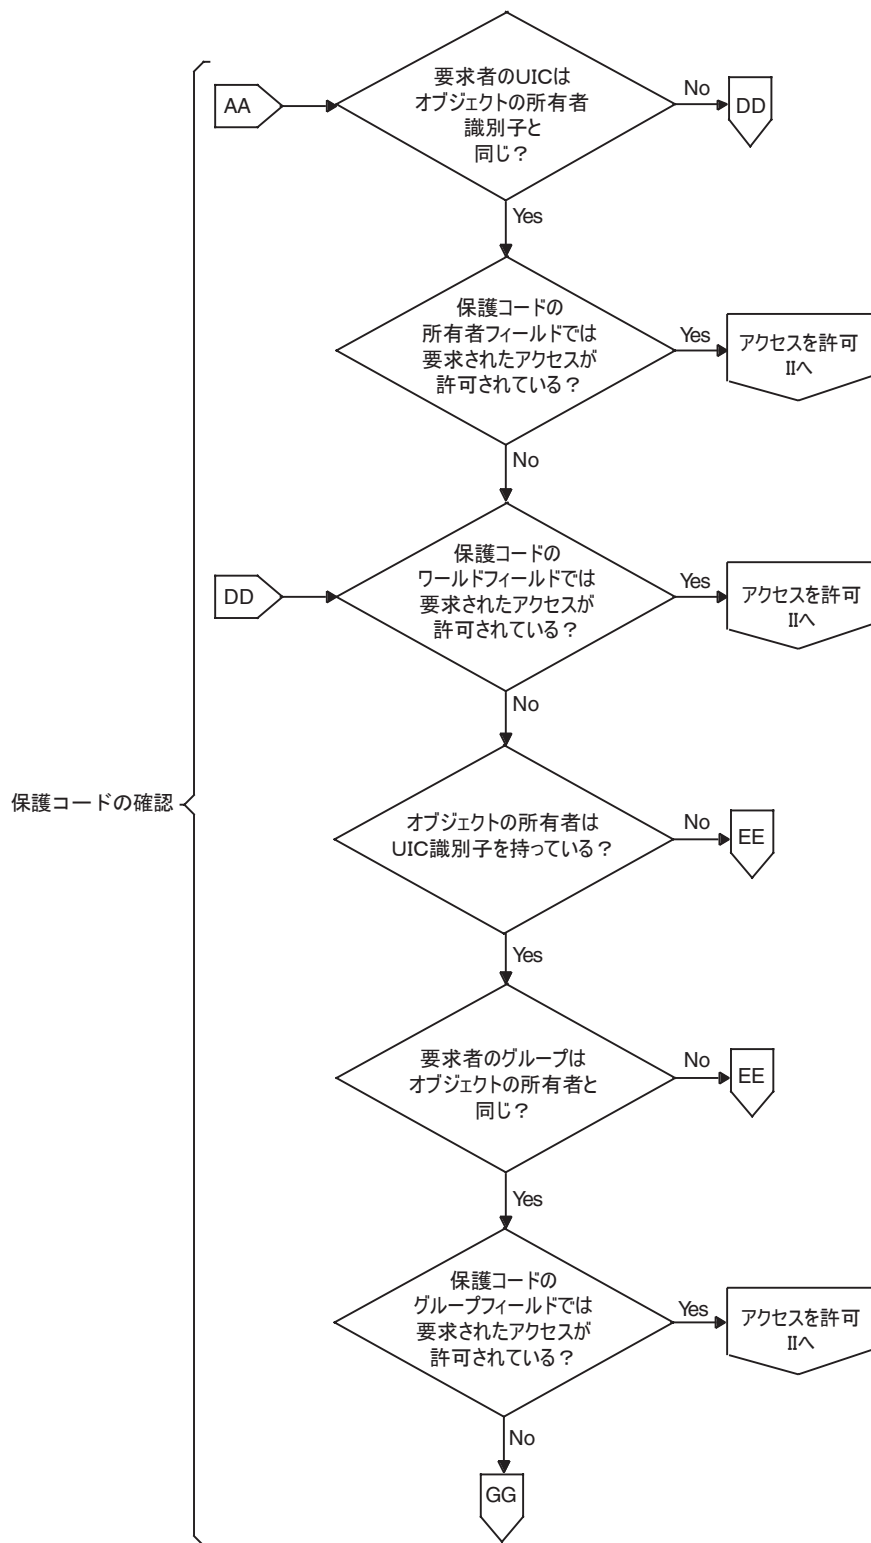 AA
要求者のUICは
オブジェクトの所有者
識別子と
同じ？
No
DD
Yes
保護コードの
所有者フィールドでは
要求されたアクセスが
許可されている？
Yes
アクセスを許可
IIへ
No
DD
保護コードの
ワールドフィールドでは
要求されたアクセスが
許可されている？
Yes
アクセスを許可
IIへ
No
保護コードの確認
オブジェクトの所有者は
UIC識別子を持っている？
No
EE
Yes
要求者のグループは
オブジェクトの所有者と
同じ？
No
EE
Yes
保護コードの
グループフィールドでは
要求されたアクセスが
許可されている？
Yes
アクセスを許可
IIへ
No
GG